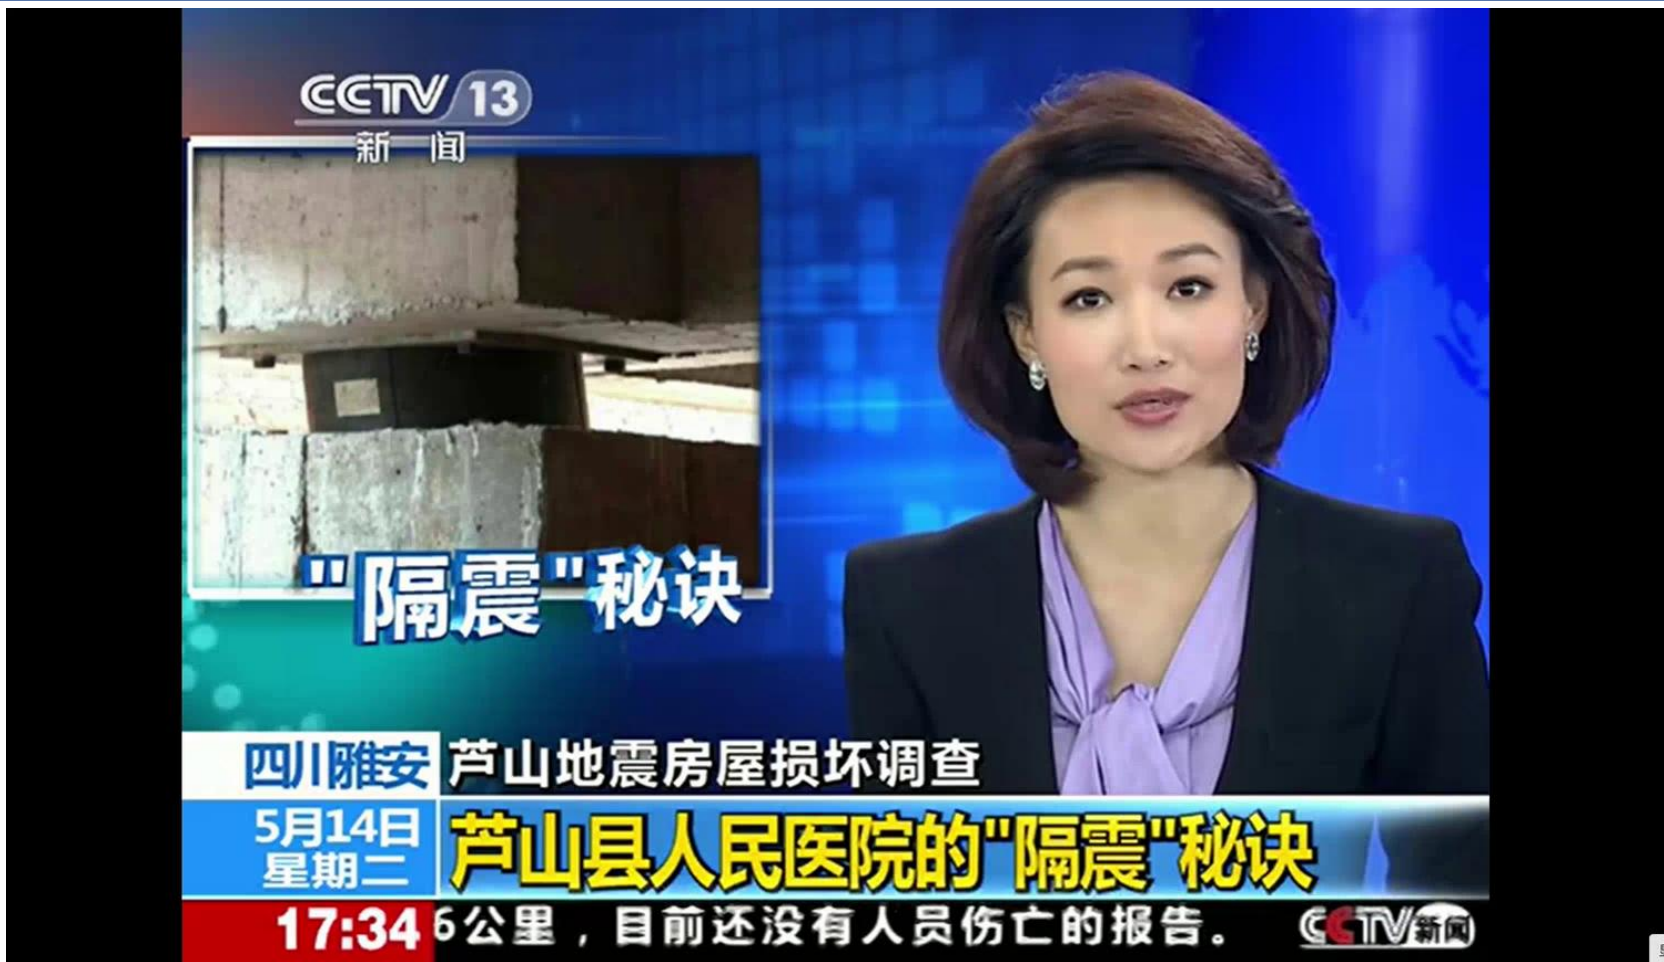 CCTV 13
新闻
"隔震"秘诀
四川雅安
芦山地震房屋损坏调查
5月14日
星期二
芦山县人民医院的"隔震"秘诀
17:34
6公里，目前还没有人员伤亡的报告。
CCTV新闻